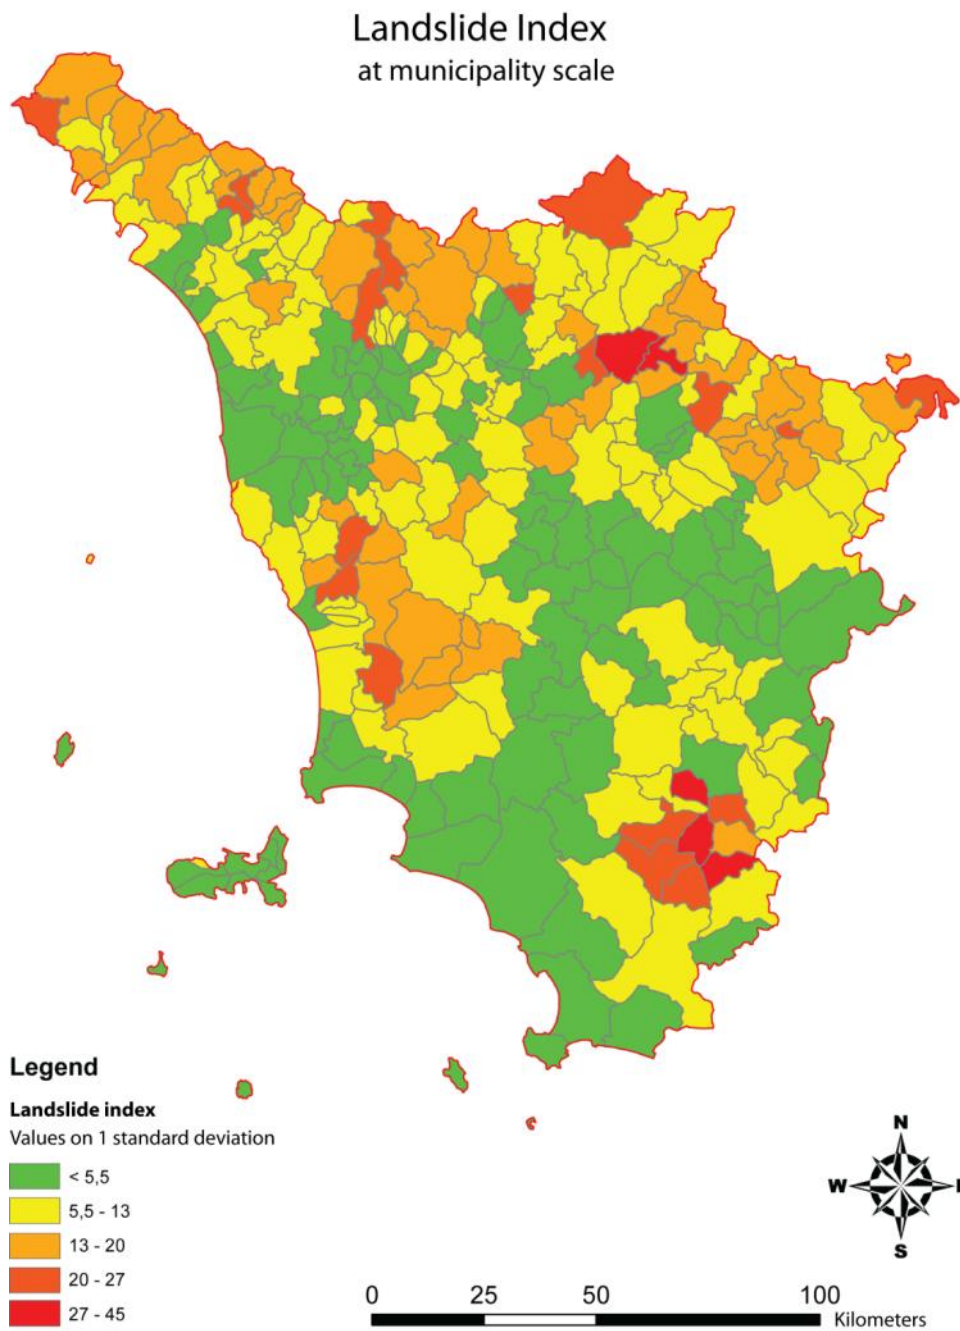 Landslide Index
at municipality scale
Legend
Landslide index
Values on 1 standard deviation
< 5,5
5,5 - 13
13 - 20
20 - 27
27 - 45
N
W
S
0 25 50 100
Kilometers